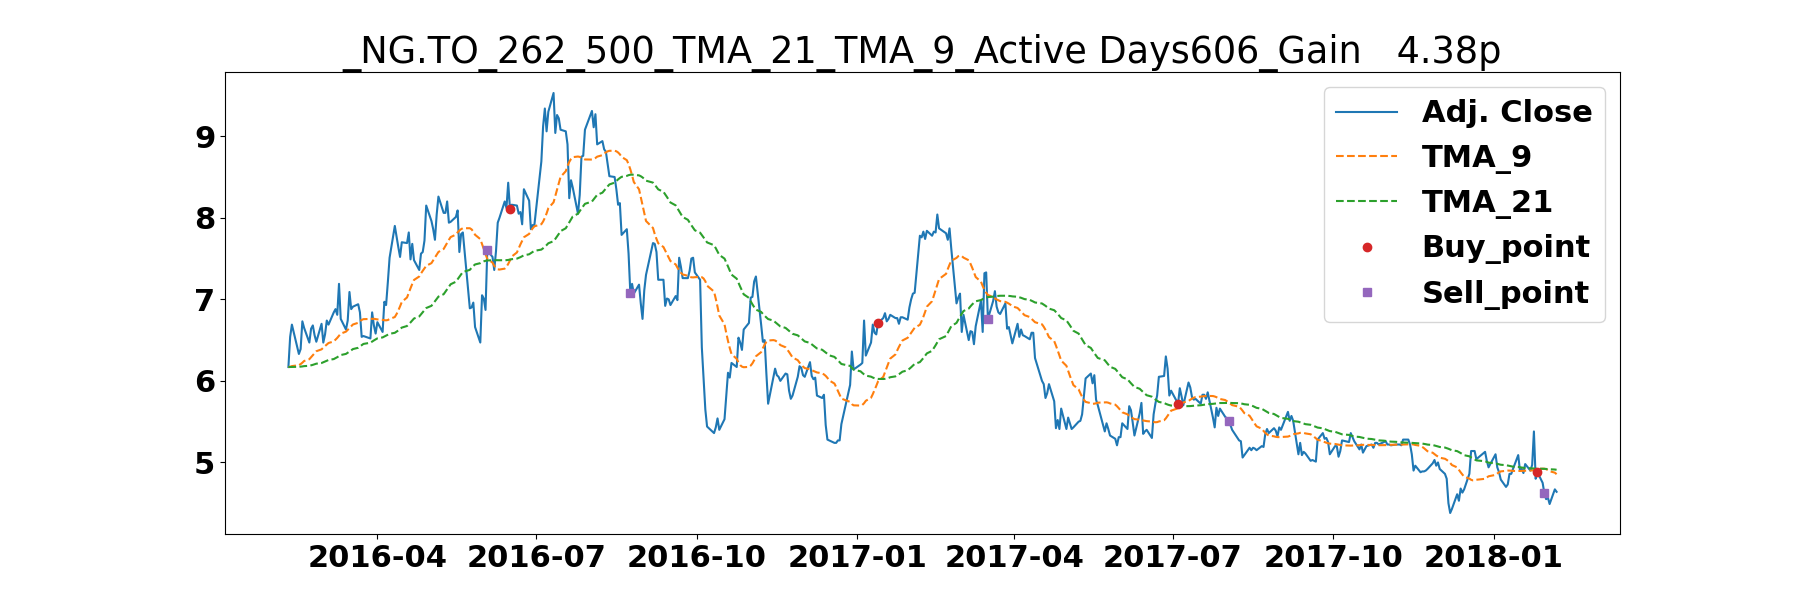 _NG.TO_262_500_TMA_21_TMA_9_Active Days606_Gain   4.38p
Adj. Close
TMA_9
TMA_21
Buy_point
Sell_point
9
8
7
6
5
2016-04 2016-07 2016-10 2017-01 2017-04 2017-07 2017-10 2018-01